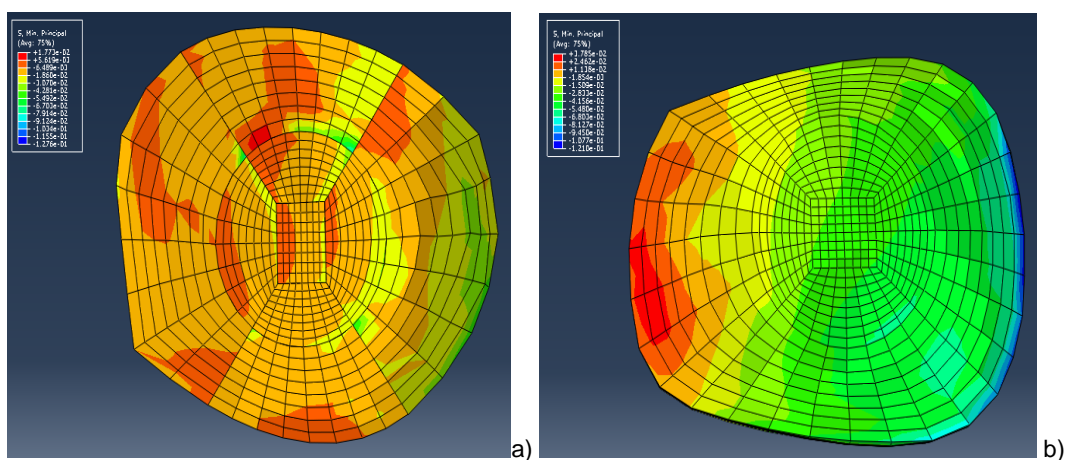 S, Min. Principal
(Avg: 75%)
+1.773e-02
+5.619e-03
-6.489e-03
-1.860e-02
-3.070e-02
-4.281e-02
-5.492e-02
-6.703e-02
-7.914e-02
-9.124e-02
-1.034e-01
-1.155e-01
-1.276e-01
a)
S, Min. Principal
(Avg: 75%)
+3.785e-02
+2.462e-02
+1.138e-02
-1.854e-03
-1.509e-02
-2.833e-02
-4.156e-02
-5.480e-02
-6.803e-02
-8.127e-02
-9.450e-02
-1.077e-01
-1.210e-01
b)